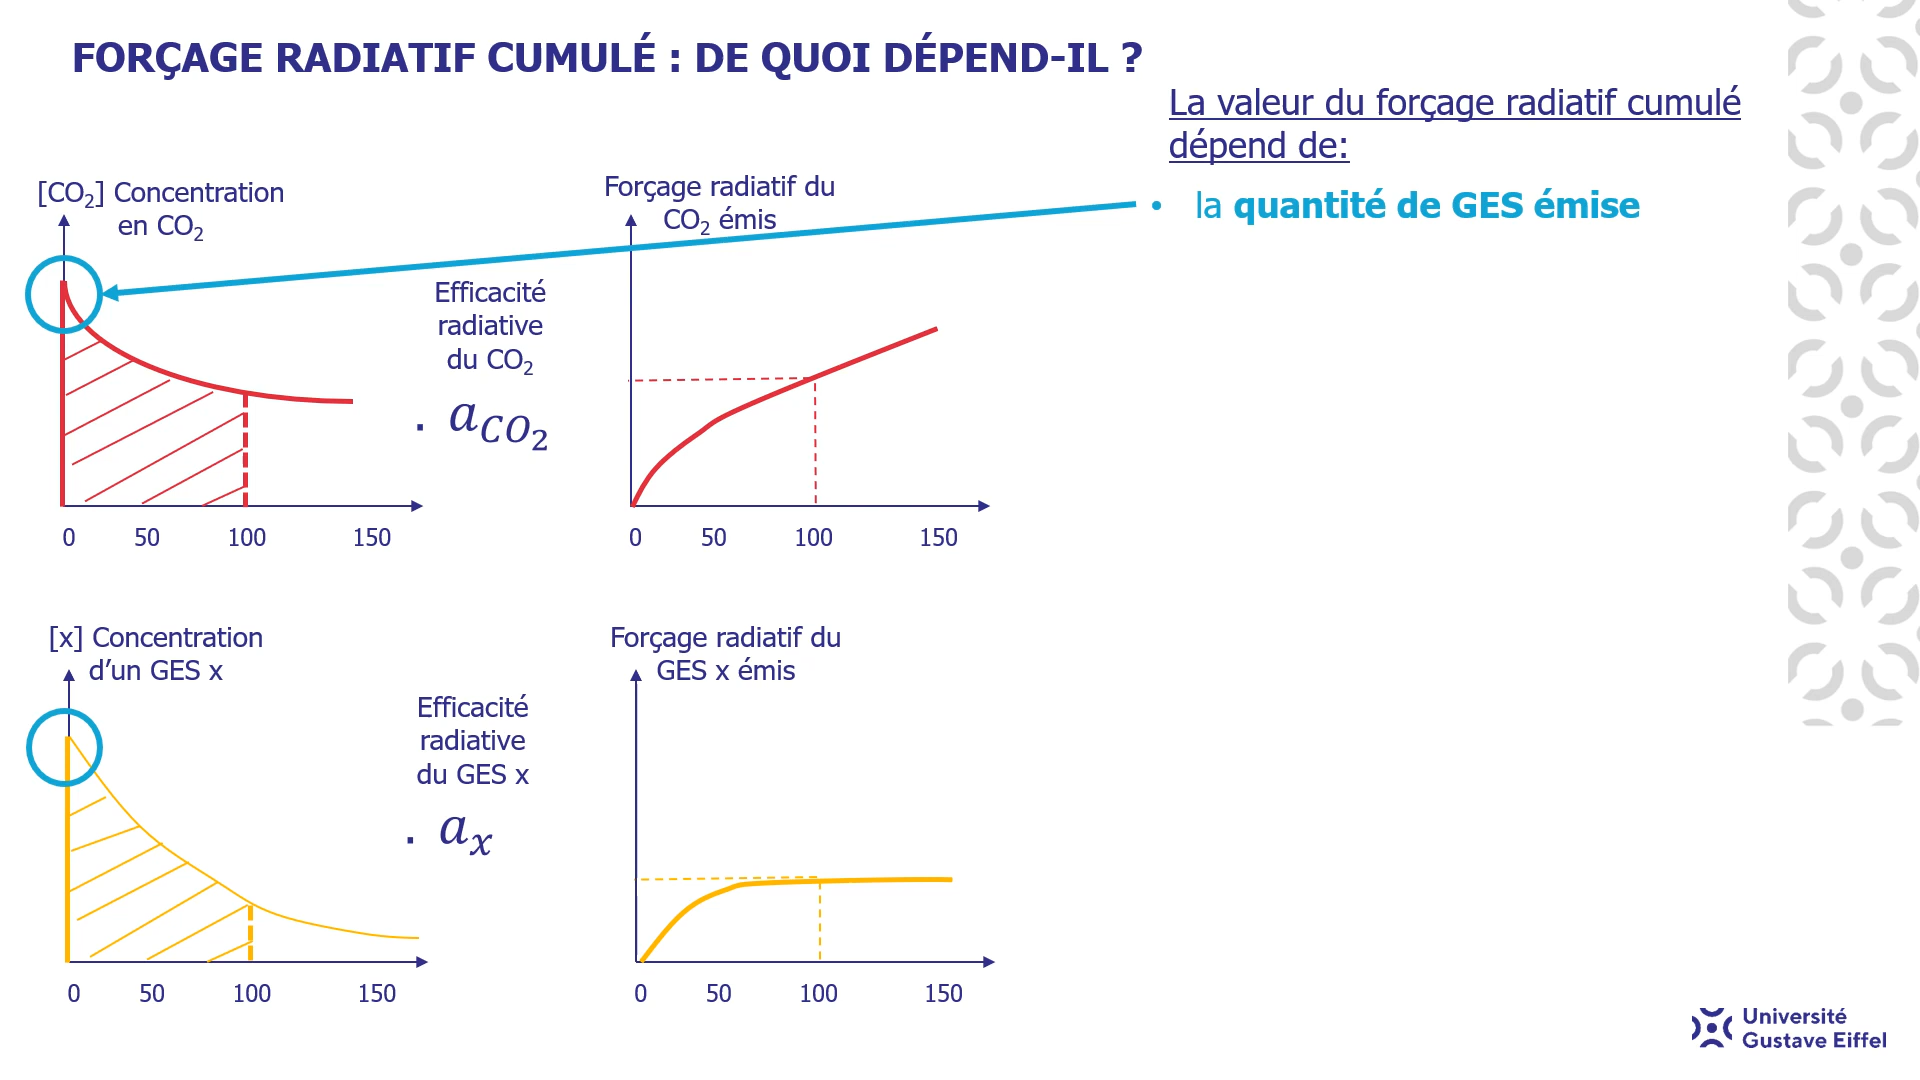 FORÇAGE RADIATIF CUMULÉ : DE QUOI DÉPEND-IL ?
La valeur du forçage radiatif cumulé
dépend de:
• la quantité de GES émise
[CO₂] Concentration
en CO₂
Efficacité
radiative
du CO₂
. a_CO₂
0 50 100 150
Forçage radiatif du
CO₂ émis
0 50 100 150
[x] Concentration
d’un GES x
Efficacité
radiative
du GES x
. aₓ
0 50 100 150
Forçage radiatif du
GES x émis
0 50 100 150
Université
Gustave Eiffel